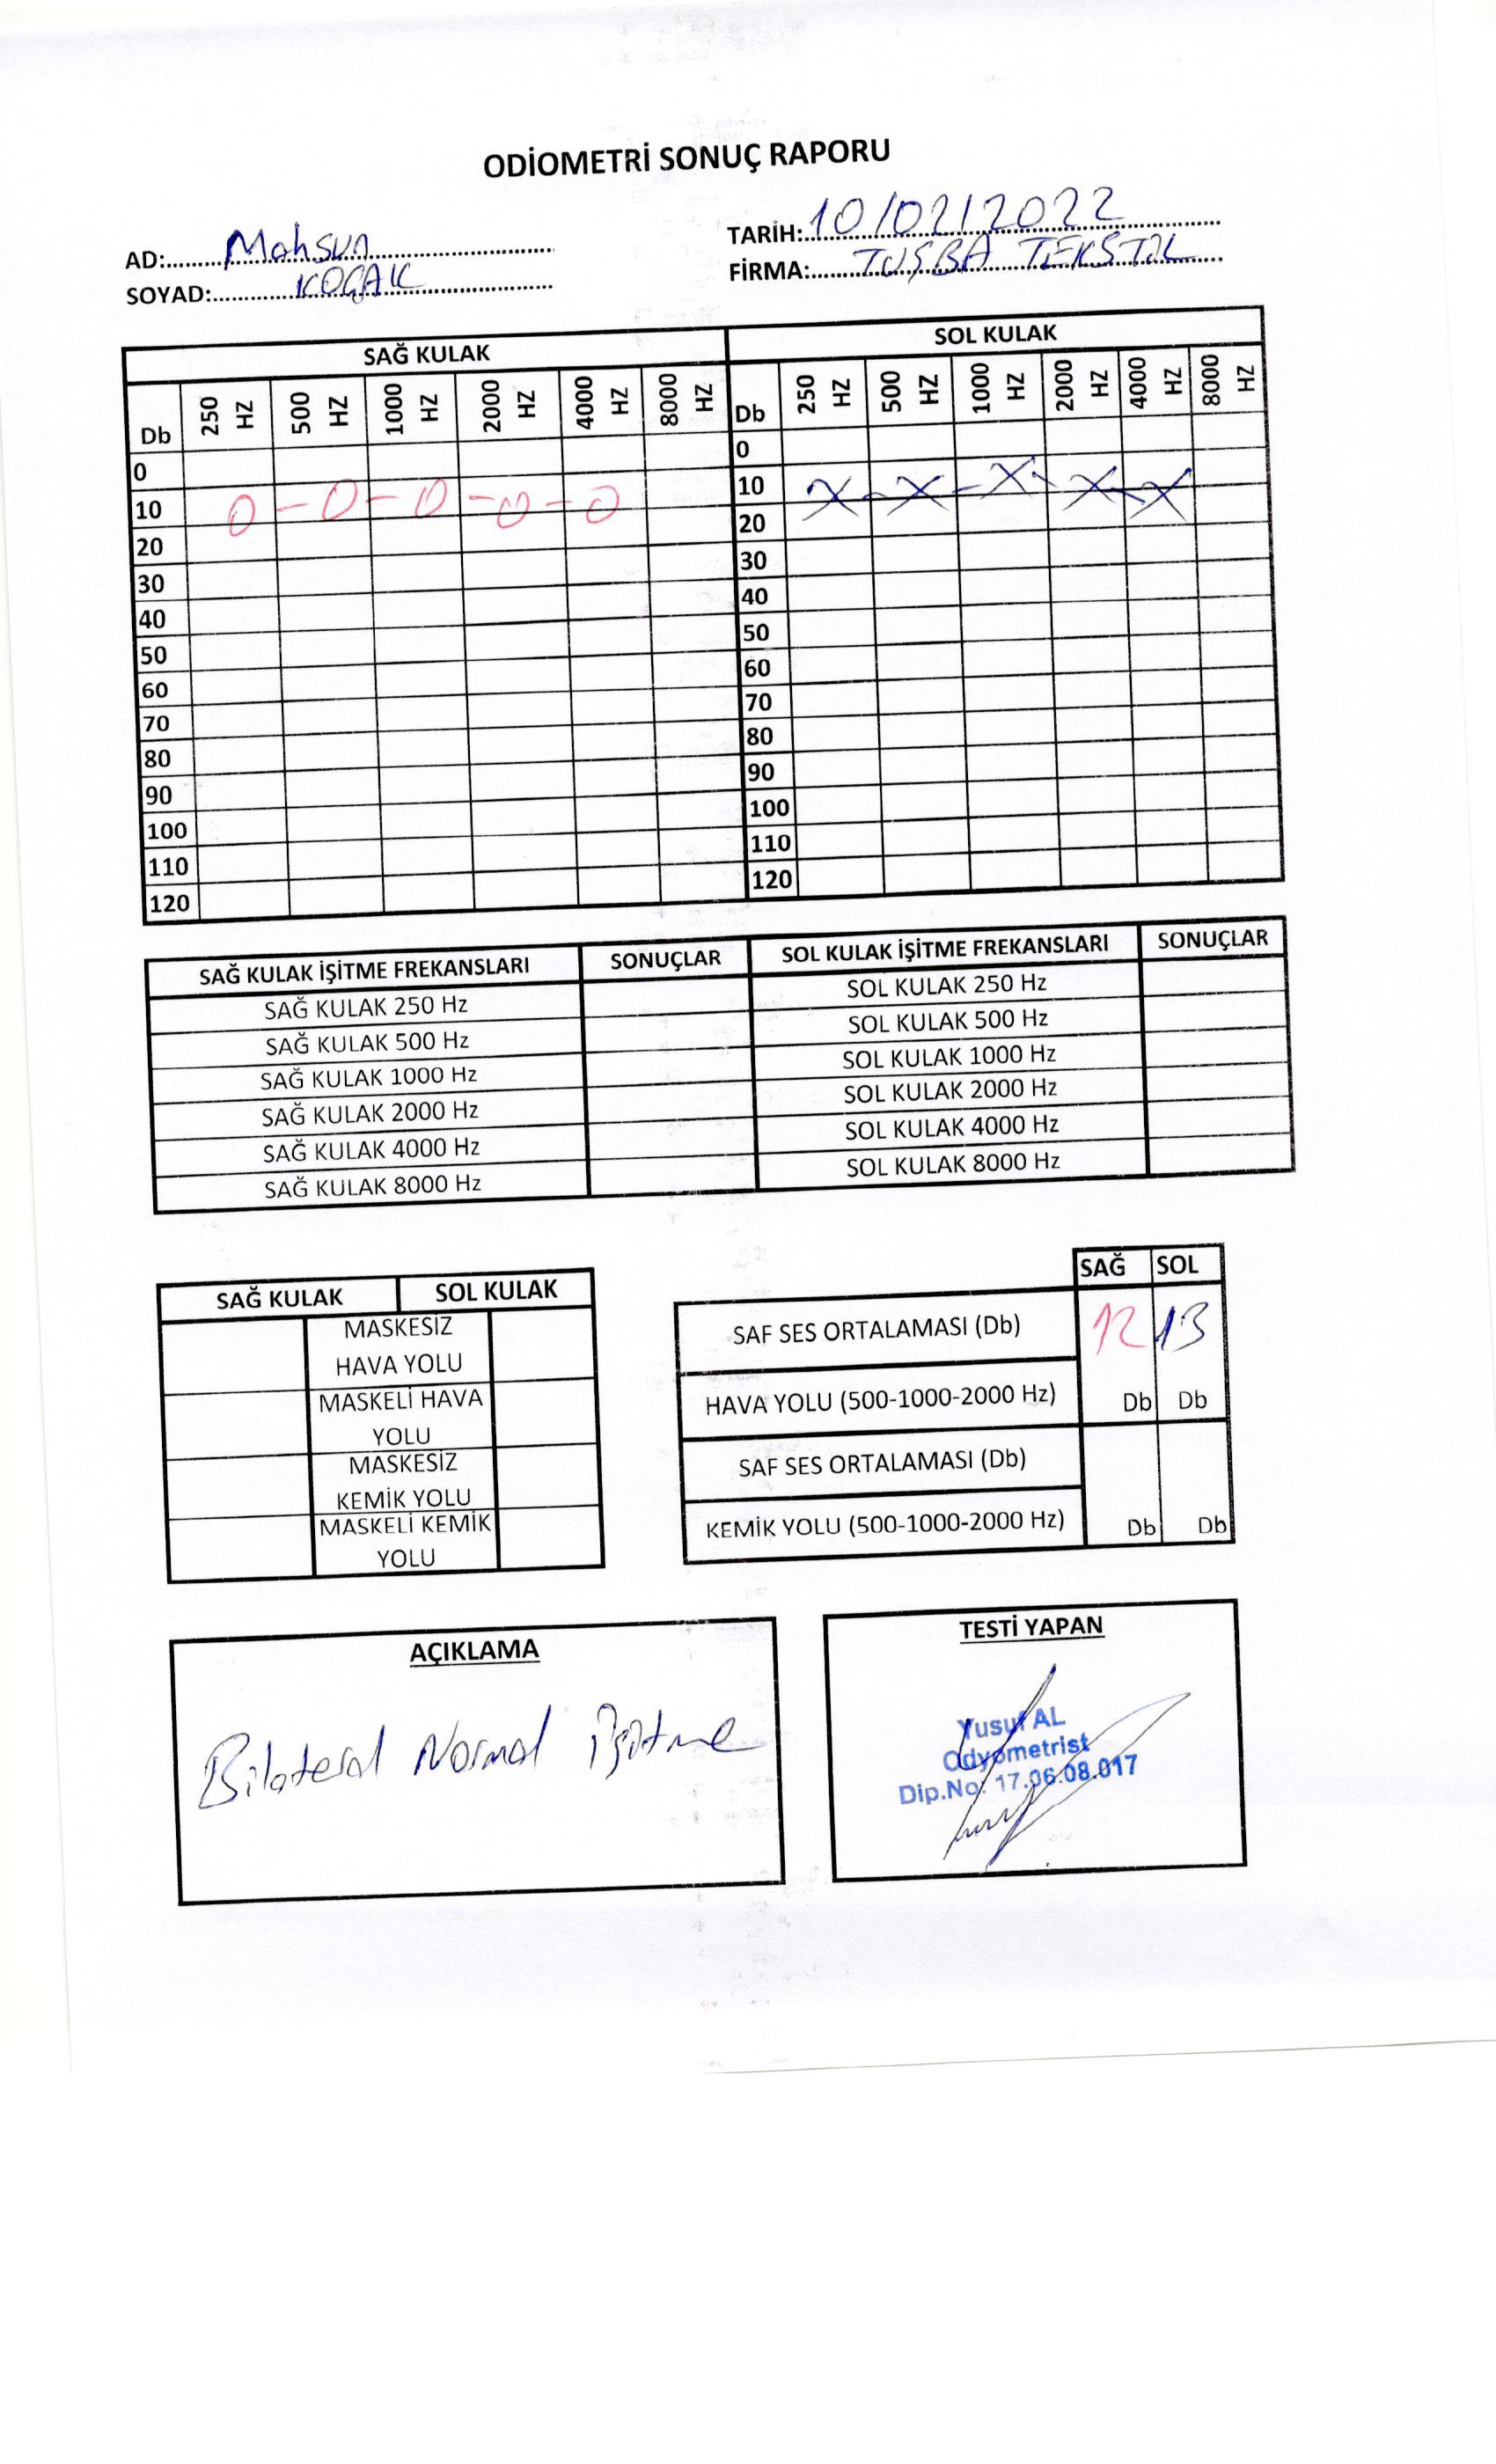 ODİOMETRİ SONUÇ RAPORU
AD:........Mahsun........ TARİH:10/02/2022
SOYAD:........KOÇAK........ FİRMA:.....TUŞBA TEKSTİL
SAĞ KULAK SOL KULAK
Db 250 HZ 500 HZ 1000 HZ 2000 HZ 4000 HZ 8000 HZ Db 250 HZ 500 HZ 1000 HZ 2000 HZ 4000 HZ 8000 HZ
0 0
10 O-O-O-O-O 10 X-X-X-X-X
20 20
30 30
40 40
50 50
60 60
70 70
80 80
90 90
100 100
110 110
120 120
SAĞ KULAK İŞİTME FREKANSLARI SONUÇLAR SOL KULAK İŞİTME FREKANSLARI SONUÇLAR
SAĞ KULAK 250 Hz SOL KULAK 250 Hz
SAĞ KULAK 500 Hz SOL KULAK 500 Hz
SAĞ KULAK 1000 Hz SOL KULAK 1000 Hz
SAĞ KULAK 2000 Hz SOL KULAK 2000 Hz
SAĞ KULAK 4000 Hz SOL KULAK 4000 Hz
SAĞ KULAK 8000 Hz SOL KULAK 8000 Hz
SAĞ KULAK SOL KULAK
MASKESİZ
HAVA YOLU
MASKELİ HAVA
YOLU
MASKESİZ
KEMİK YOLU
MASKELİ KEMİK
YOLU
SAĞ SOL
SAF SES ORTALAMASI (Db) 12 13
HAVA YOLU (500-1000-2000 Hz) Db Db
SAF SES ORTALAMASI (Db)
KEMİK YOLU (500-1000-2000 Hz) Db Db
AÇIKLAMA
Bilateral Normal işitme
TESTİ YAPAN
Yusuf AL
Odyometrist
Dip.No: 17.06.08.017